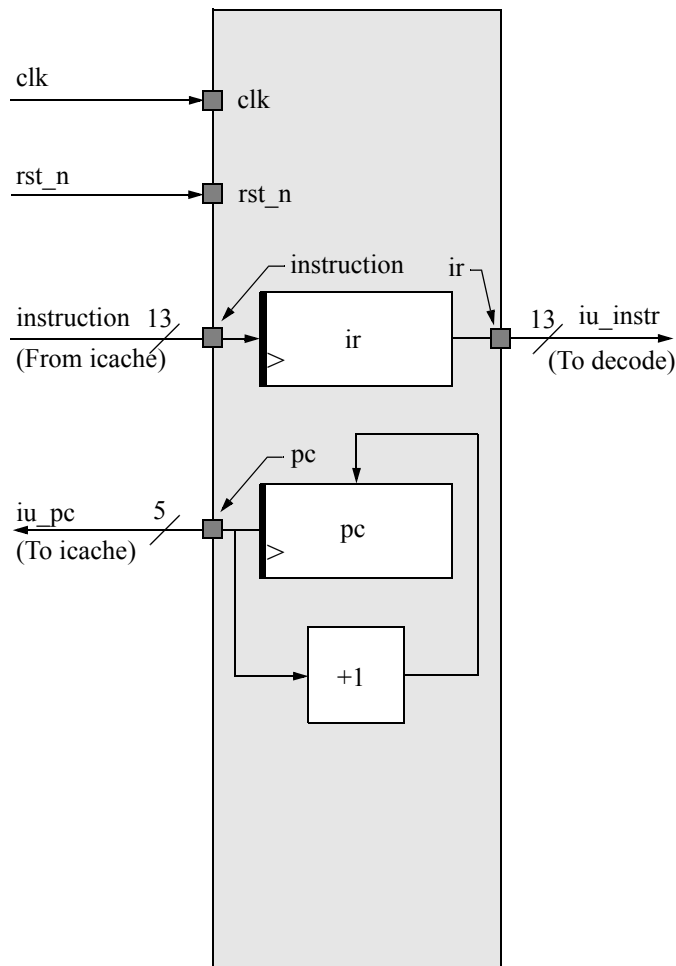 clk
clk
rst_n
rst_n
instruction
ir
instruction 13
(From icache)
ir
13 iu_instr
(To decode)
pc
iu_pc 5
(To icache)
pc
+1